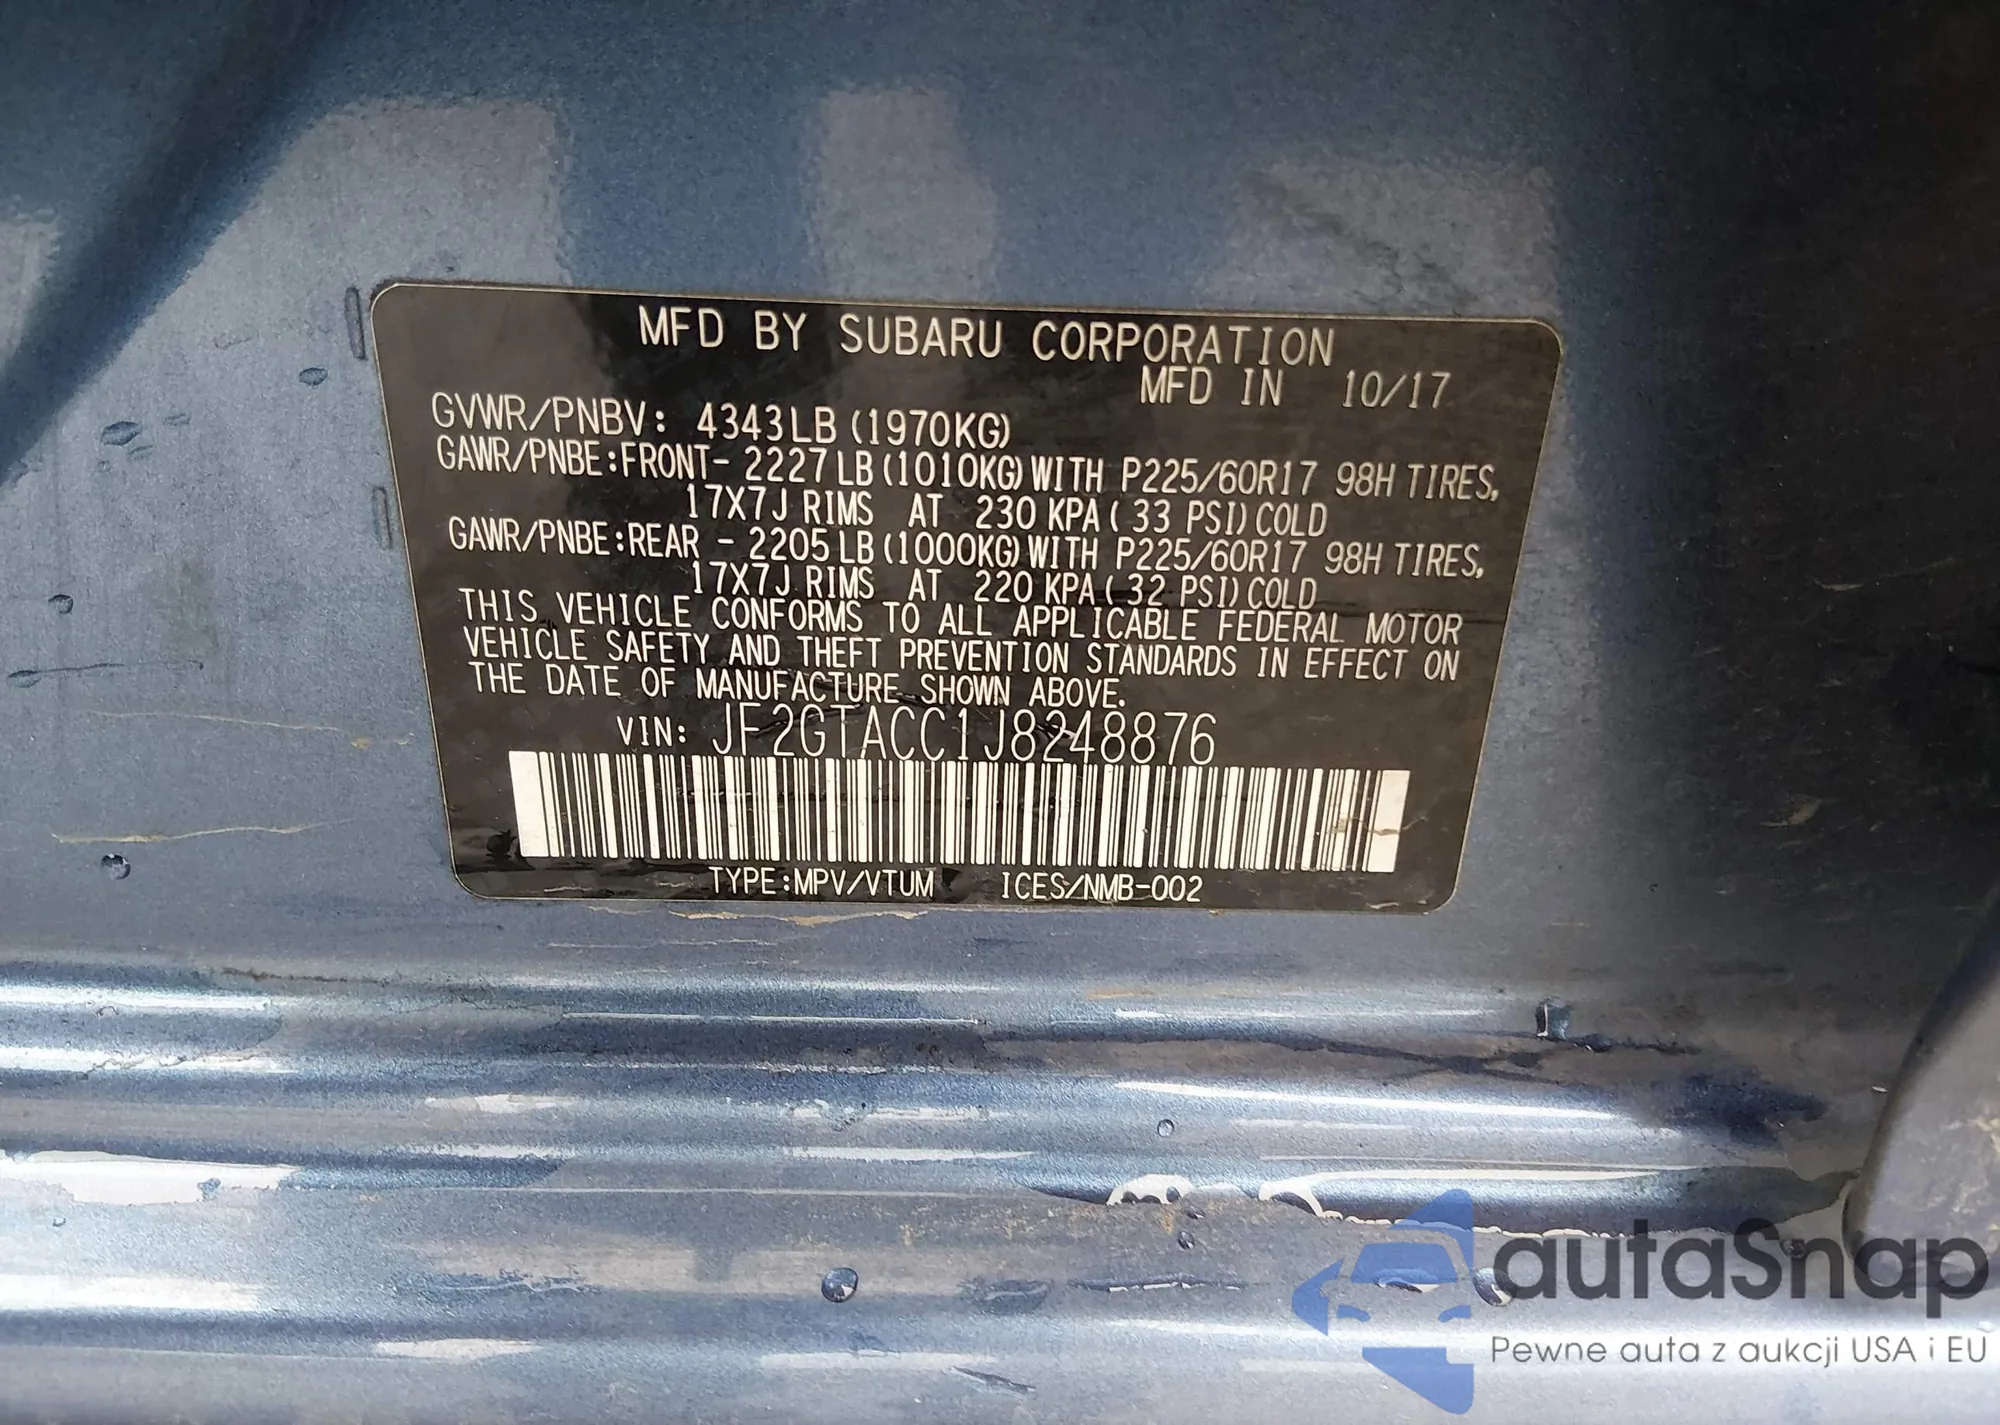 MFD BY SUBARU CORPORATION
MFD IN 10/17
GVWR/PNBV: 4343LB (1970KG)
GAWR/PNBE:FRONT- 2227 LB (1010KG) WITH P225/60R17 98H TIRES,
17X7J RIMS AT 230 KPA ( 33 PSI) COLD
GAWR/PNBE:REAR - 2205 LB (1000KG) WITH P225/60R17 98H TIRES,
17X7J RIMS AT 220 KPA ( 32 PSI) COLD
THIS VEHICLE CONFORMS TO ALL APPLICABLE FEDERAL MOTOR
VEHICLE SAFETY AND THEFT PREVENTION STANDARDS IN EFFECT ON
THE DATE OF MANUFACTURE SHOWN ABOVE.
VIN: JF2GTACC1J8248876
TYPE:MPV/VTUM ICES/NMB-002
autaSnap
Pewne auta z aukcji USA i EU